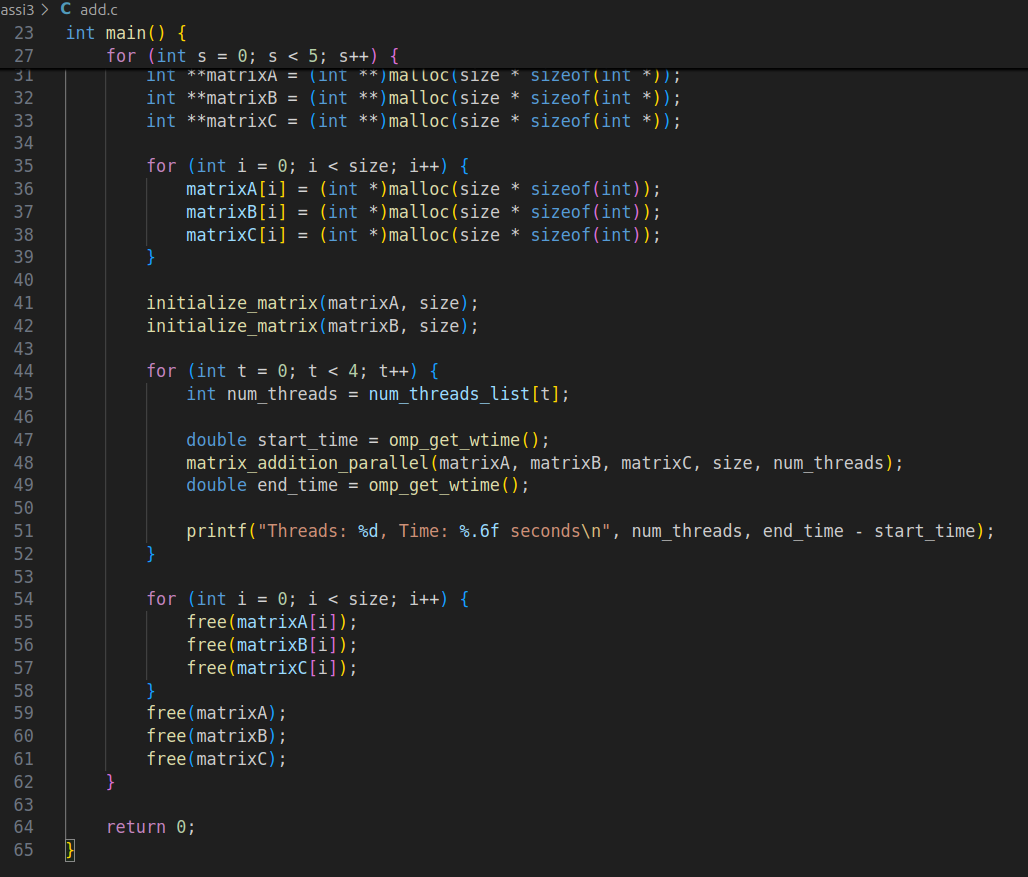 assi3 > C add.c
23 int main() {
27     for (int s = 0; s < 5; s++) {
31         int **matrixA = (int **)malloc(size * sizeof(int *));
32         int **matrixB = (int **)malloc(size * sizeof(int *));
33         int **matrixC = (int **)malloc(size * sizeof(int *));
34
35         for (int i = 0; i < size; i++) {
36             matrixA[i] = (int *)malloc(size * sizeof(int));
37             matrixB[i] = (int *)malloc(size * sizeof(int));
38             matrixC[i] = (int *)malloc(size * sizeof(int));
39         }
40
41         initialize_matrix(matrixA, size);
42         initialize_matrix(matrixB, size);
43
44         for (int t = 0; t < 4; t++) {
45             int num_threads = num_threads_list[t];
46
47             double start_time = omp_get_wtime();
48             matrix_addition_parallel(matrixA, matrixB, matrixC, size, num_threads);
49             double end_time = omp_get_wtime();
50
51             printf("Threads: %d, Time: %.6f seconds\n", num_threads, end_time - start_time);
52         }
53
54         for (int i = 0; i < size; i++) {
55             free(matrixA[i]);
56             free(matrixB[i]);
57             free(matrixC[i]);
58         }
59         free(matrixA);
60         free(matrixB);
61         free(matrixC);
62     }
63
64     return 0;
65 }